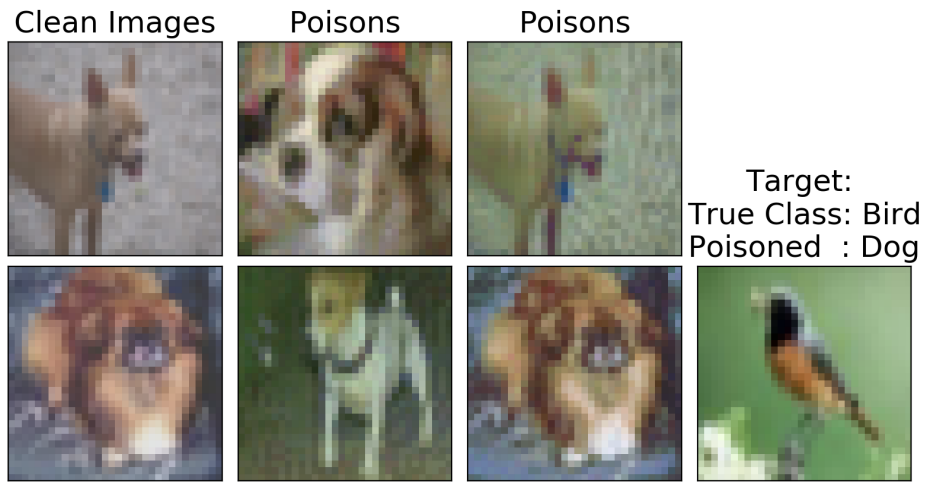 Clean Images
Poisons
Poisons
Target:
True Class: Bird
Poisoned  : Dog